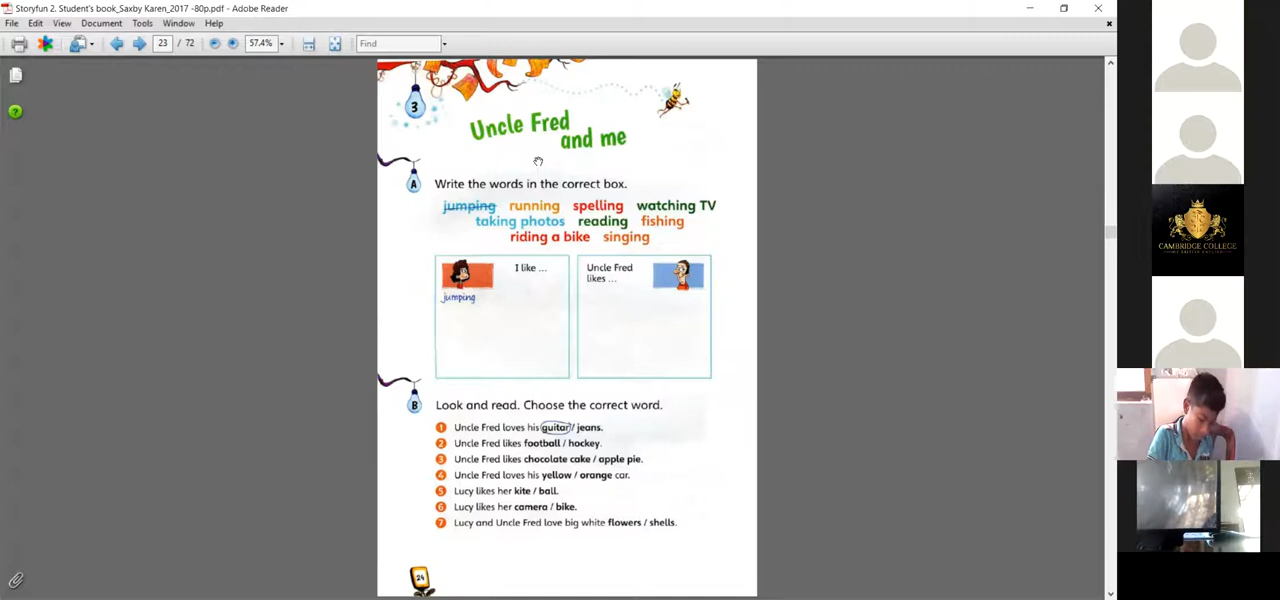 Storyfun 2. Student's book_Saxby Karen_2017 -80p.pdf - Adobe Reader
File Edit View Document Tools Window Help
23 / 72 57.4% Find
3
Uncle Fred
and me
A Write the words in the correct box.
jumping running spelling watching TV
taking photos reading fishing
riding a bike singing
I like ...
Uncle Fred
likes ...
jumping
B Look and read. Choose the correct word.
1 Uncle Fred loves his guitar / jeans.
2 Uncle Fred likes football / hockey.
3 Uncle Fred likes chocolate cake / apple pie.
4 Uncle Fred loves his yellow / orange car.
5 Lucy likes her kite / ball.
6 Lucy likes her camera / bike.
7 Lucy and Uncle Fred love big white flowers / shells.
24
CAMBRIDGE COLLEGE